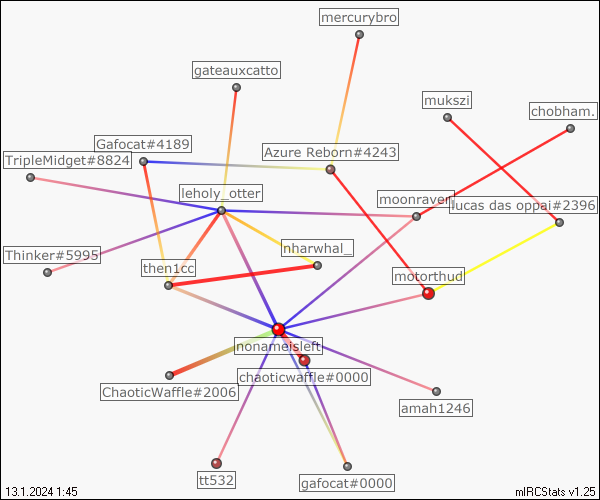 mercurybro
gateauxcatto
mukszi
chobham.
Gafocat#4189
Azure Reborn#4243
TripleMidget#8824
leholy_otter
moonraven
lucas das oppai#2396
nharwhal_
Thinker#5995
then1cc
motorthud
nonameisleft
chaoticwaffle#0000
ChaoticWaffle#2006
amah1246
tt532
gafocat#0000
13.1.2024 1:45
mIRCStats v1.25